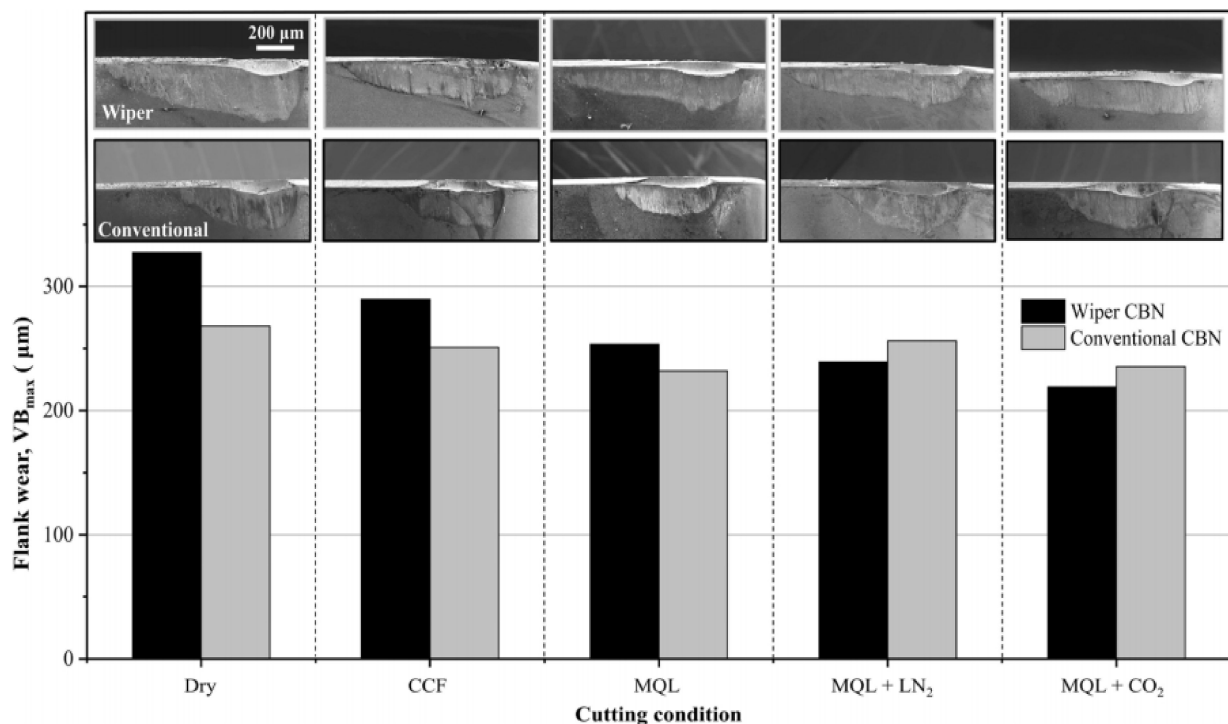 200 μm
Wiper
Conventional
Flank wear, VBₘₐₓ ( μm)
300
200
100
0
Wiper CBN
Conventional CBN
Dry
CCF
MQL
MQL + LN₂
MQL + CO₂
Cutting condition